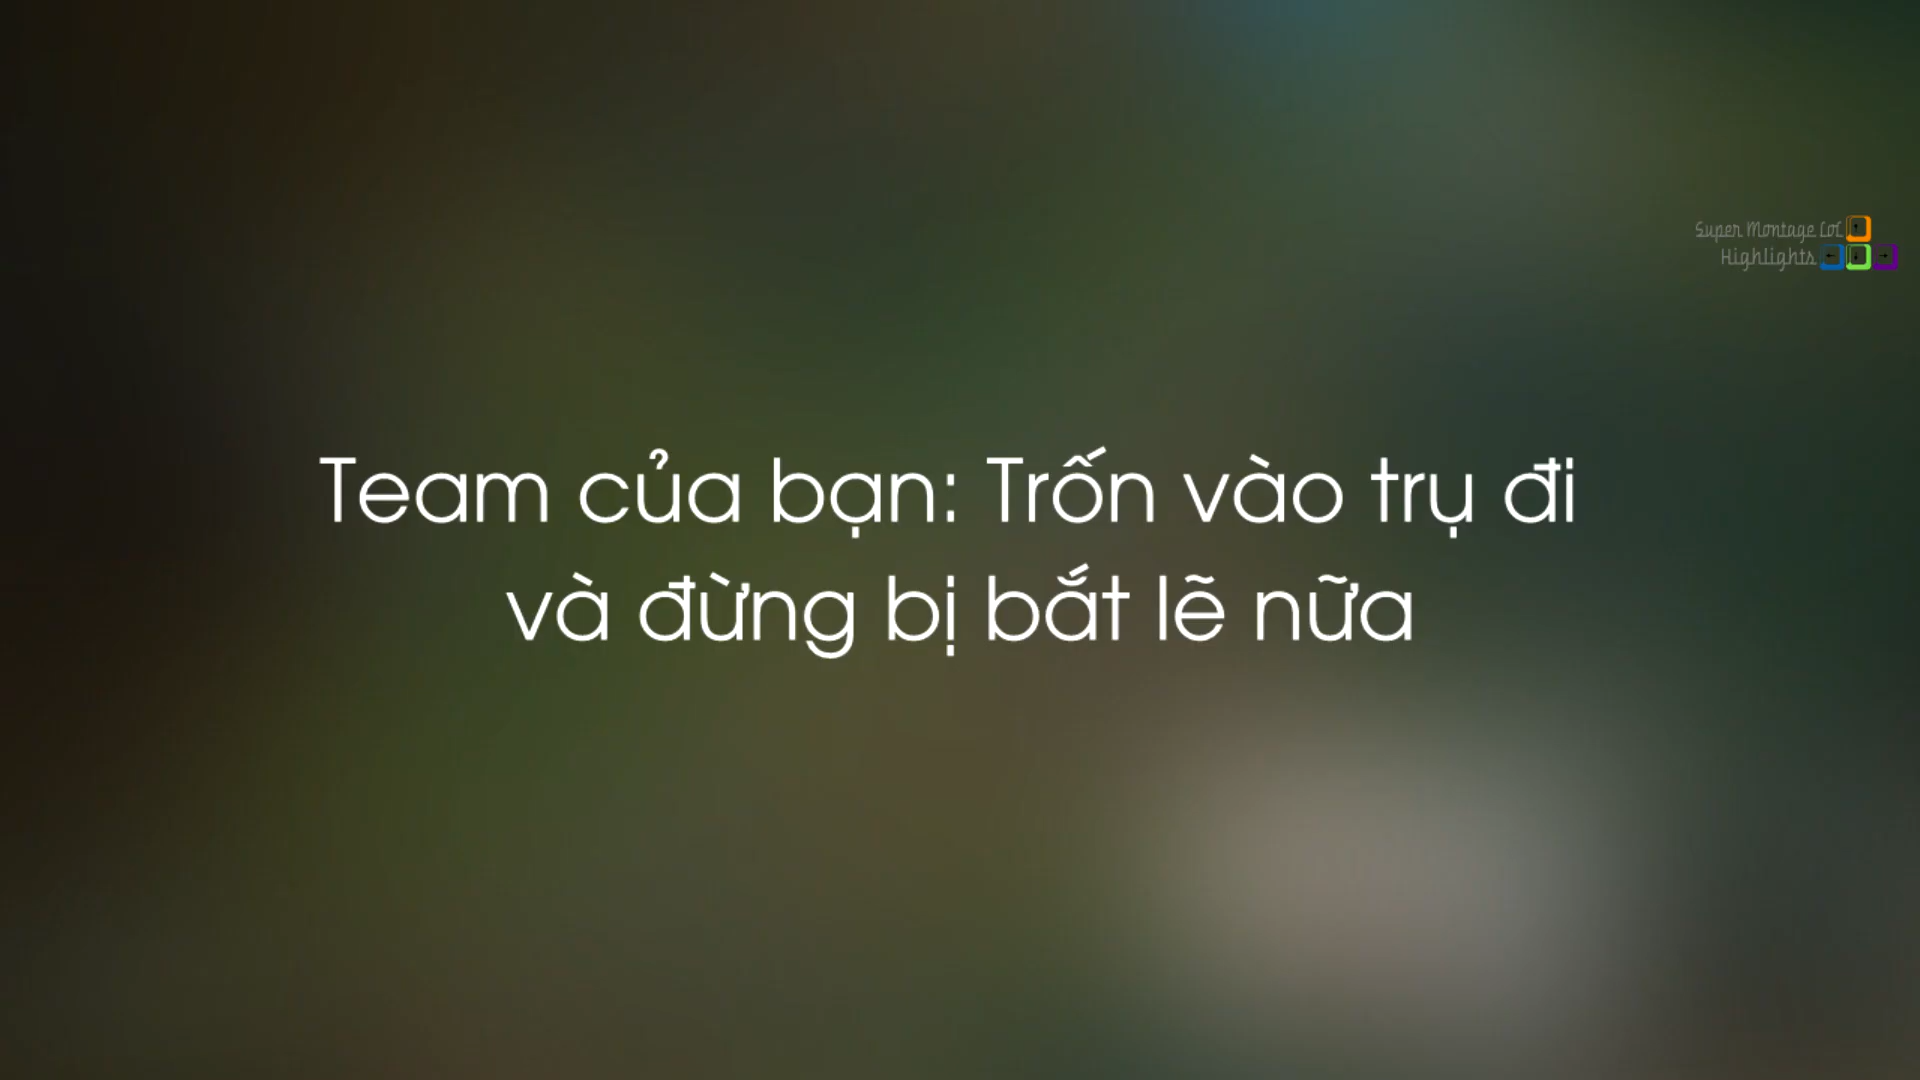 Super Montage LoL
Highlights
Team của bạn: Trốn vào trụ đi
và đừng bị bắt lẽ nữa